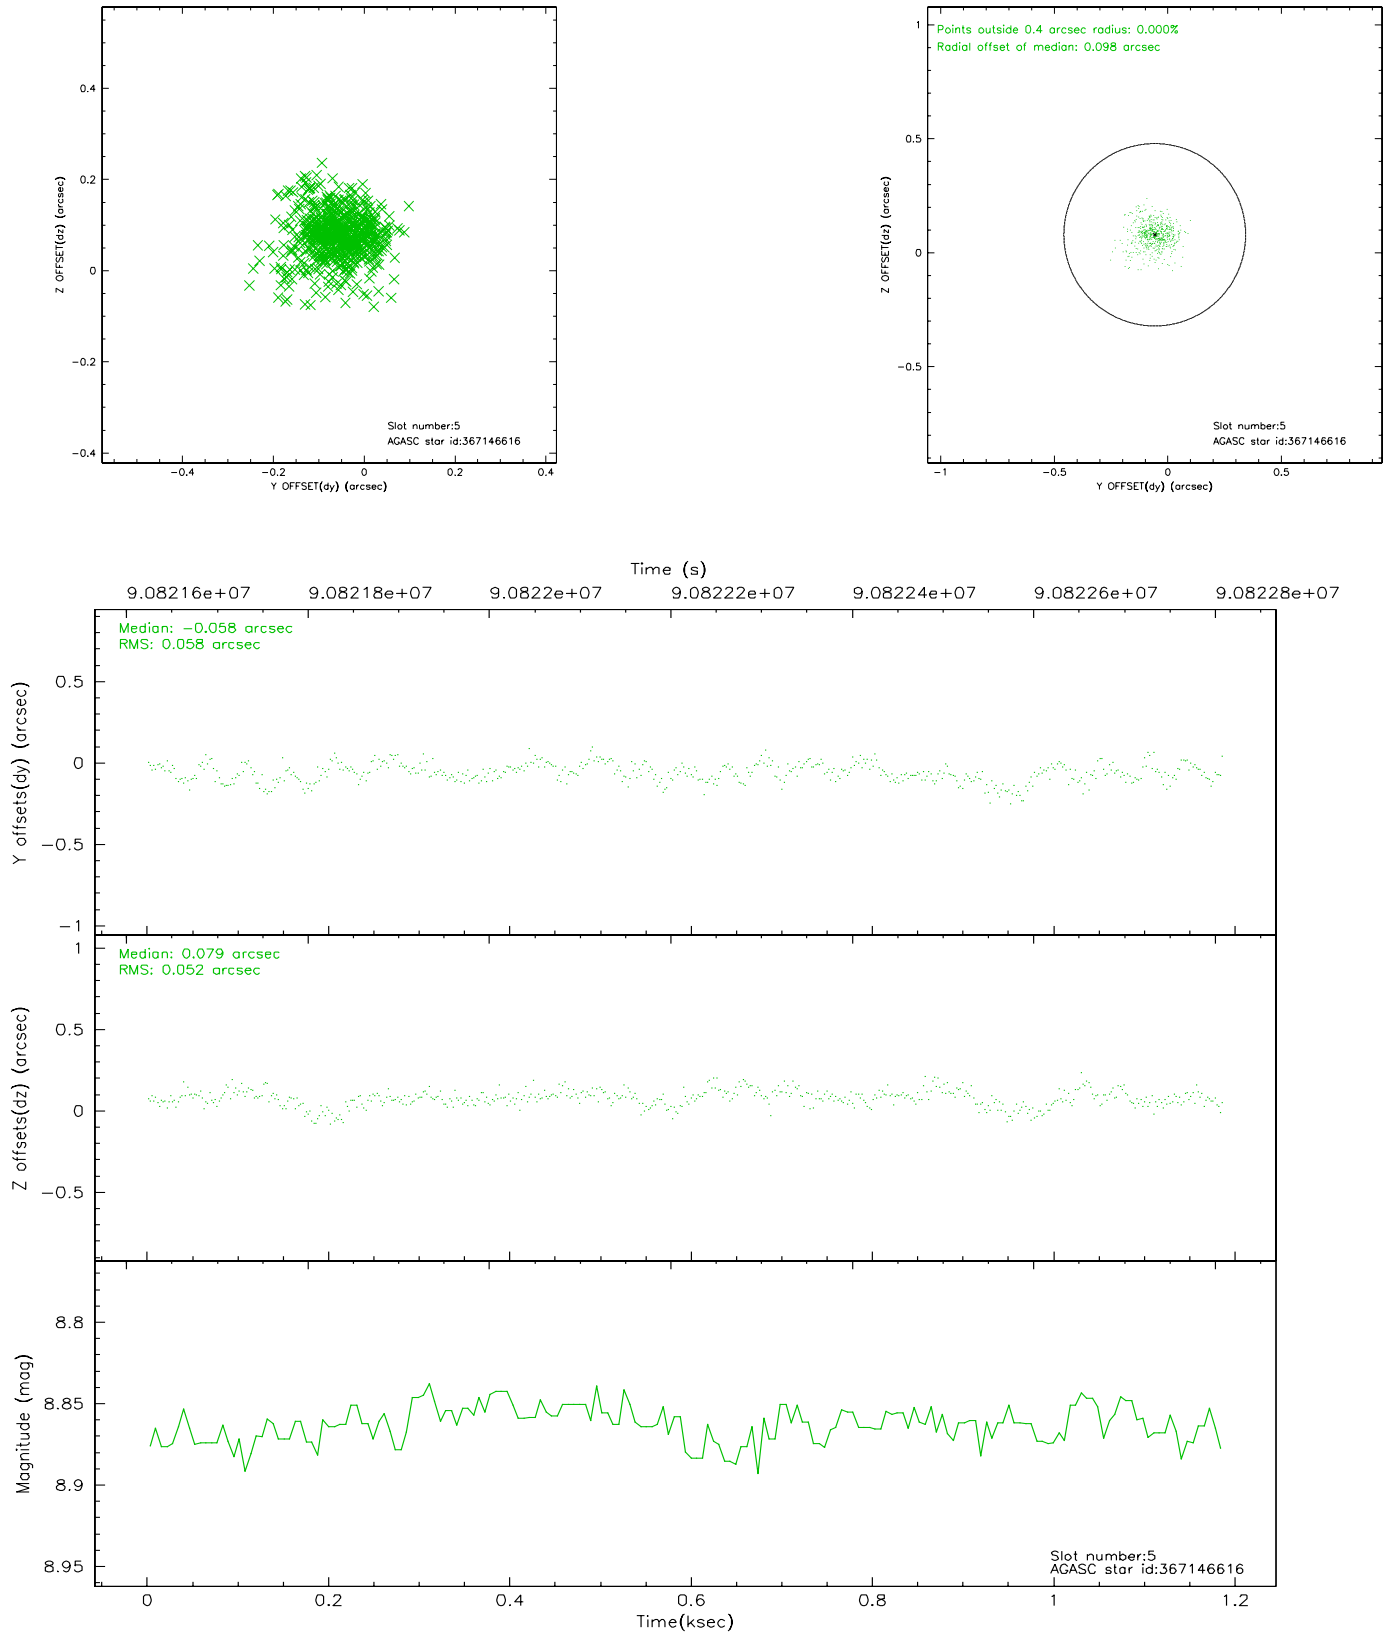 0.4
0.2
0
−0.2
−0.4
Z OFFSET(dz) (arcsec)
−0.4 −0.2 0 0.2 0.4
Y OFFSET(dy) (arcsec)
Slot number:5
AGASC star id:367146616
Points outside 0.4 arcsec radius: 0.000%
Radial offset of median: 0.098 arcsec
1
0.5
0
−0.5
Z OFFSET(dz) (arcsec)
−1 −0.5 0 0.5
Y OFFSET(dy) (arcsec)
Slot number:5
AGASC star id:367146616
Time (s)
9.08216e+07 9.08218e+07 9.0822e+07 9.08222e+07 9.08224e+07 9.08226e+07 9.08228e+07
Median: −0.058 arcsec
RMS: 0.058 arcsec
0.5
0
−0.5
−1
Y offsets(dy) (arcsec)
Median: 0.079 arcsec
RMS: 0.052 arcsec
1
0.5
0
−0.5
Z offsets(dz) (arcsec)
8.8
8.85
8.9
8.95
Magnitude (mag)
Slot number:5
AGASC star id:367146616
0 0.2 0.4 0.6 0.8 1 1.2
Time(ksec)